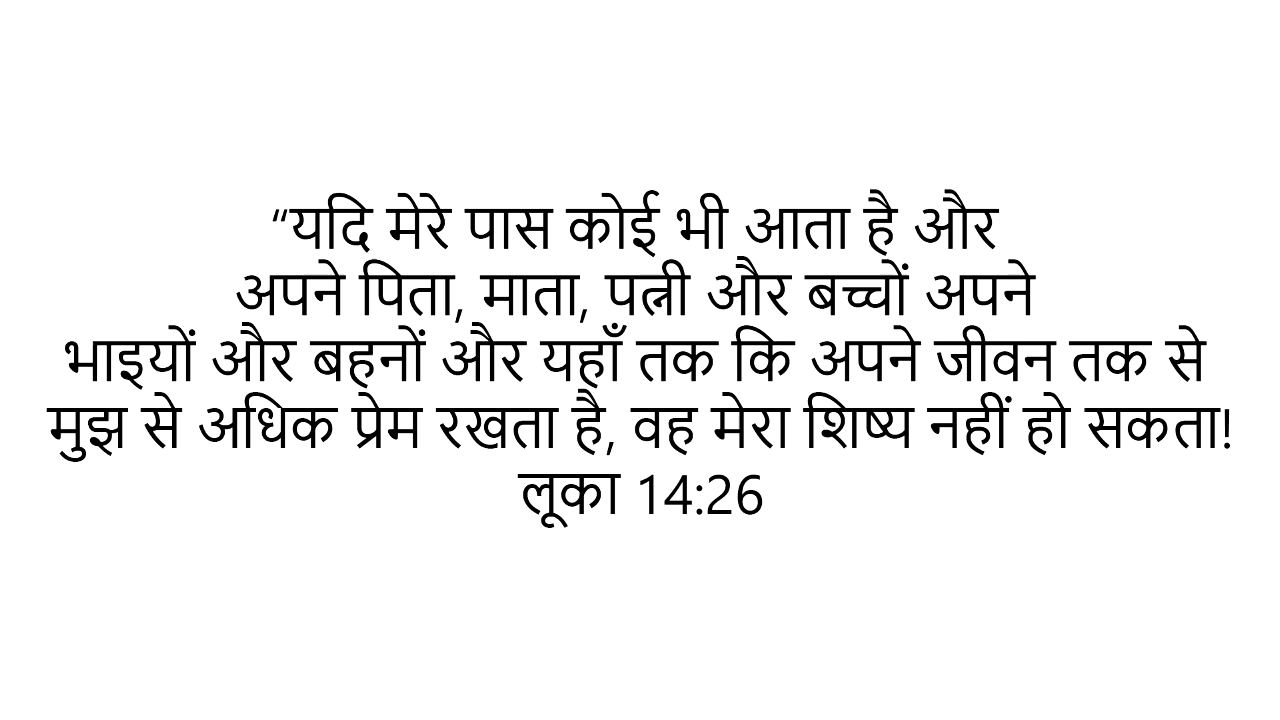 “यदि मेरे पास कोई भी आता है और
अपने पिता, माता, पत्नी और बच्चों अपने
भाइयों और बहनों और यहाँ तक कि अपने जीवन तक से
मुझ से अधिक प्रेम रखता है, वह मेरा शिष्य नहीं हो सकता!
लूका 14:26